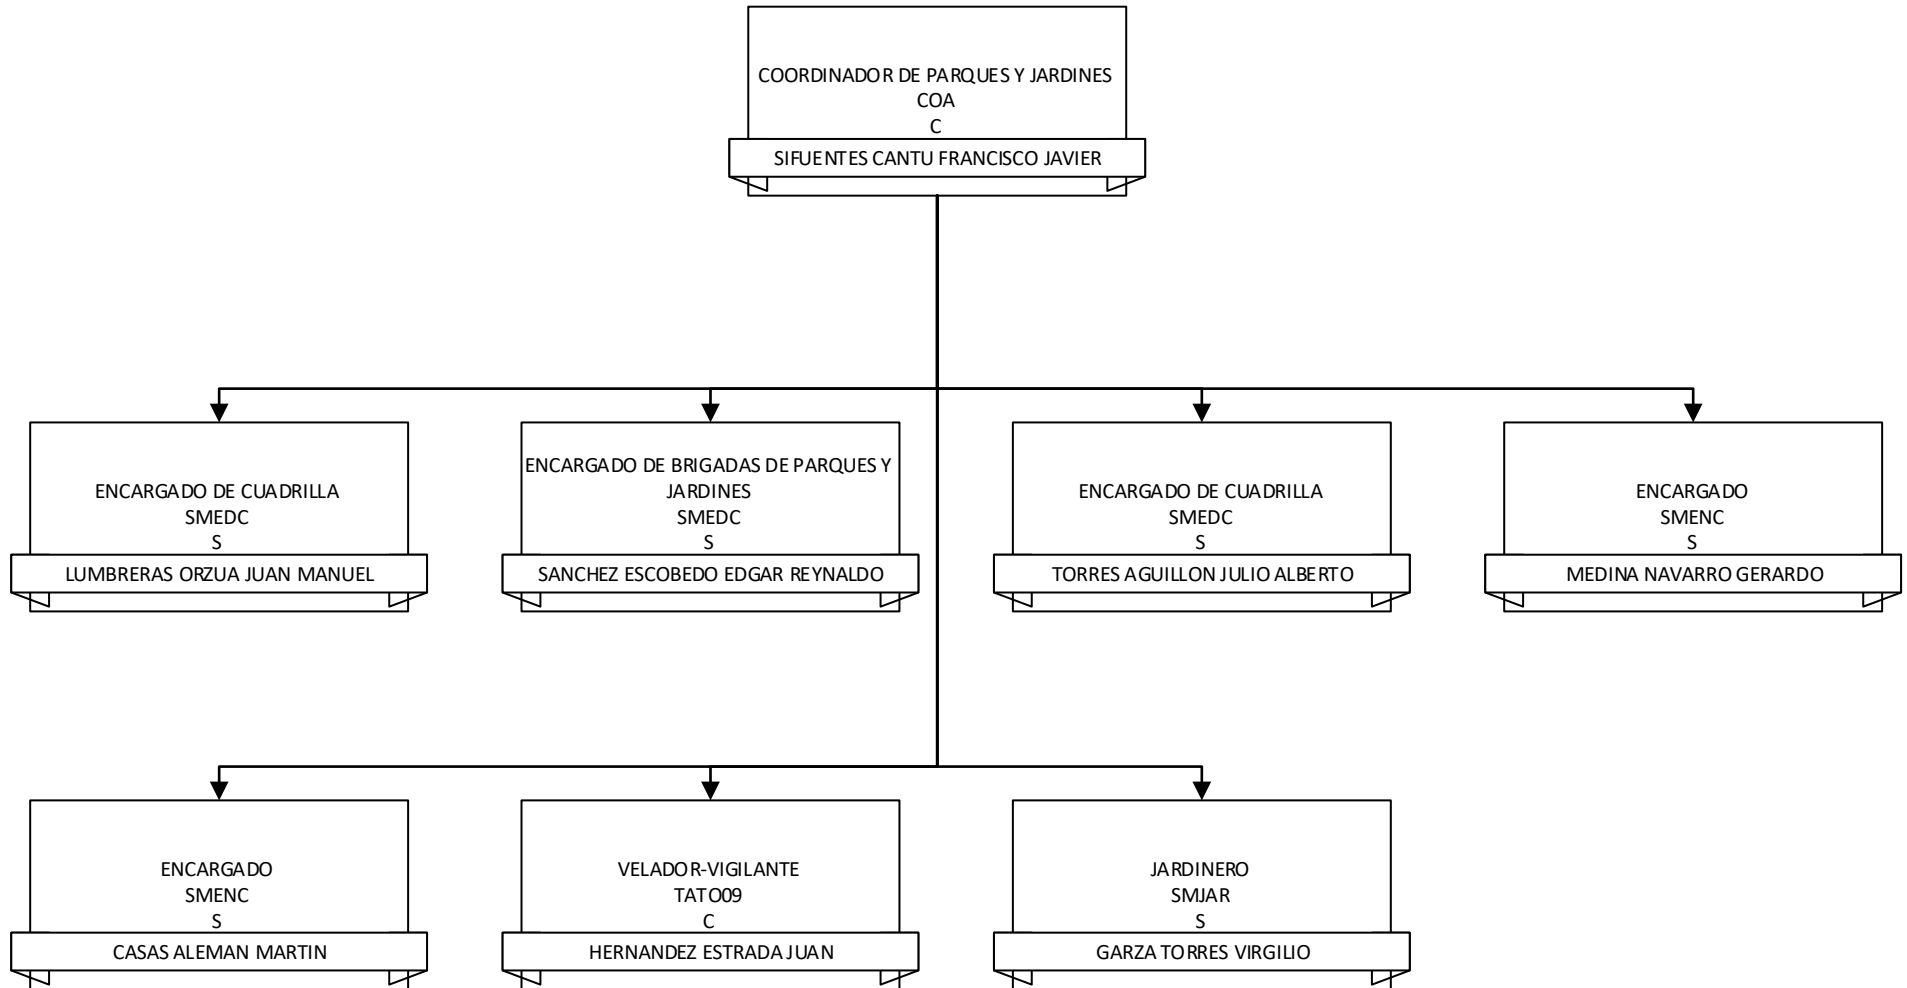 COORDINADOR DE PARQUES Y JARDINES
COA
C
SIFUENTES CANTU FRANCISCO JAVIER
ENCARGADO DE CUADRILLA
SMEDC
S
LUMBRERAS ORZUA JUAN MANUEL
ENCARGADO DE BRIGADAS DE PARQUES Y
JARDINES
SMEDC
S
SANCHEZ ESCOBEDO EDGAR REYNALDO
ENCARGADO DE CUADRILLA
SMEDC
S
TORRES AGUILLON JULIO ALBERTO
ENCARGADO
SMENC
S
MEDINA NAVARRO GERARDO
ENCARGADO
SMENC
S
CASAS ALEMAN MARTIN
VELADOR-VIGILANTE
TATO09
C
HERNANDEZ ESTRADA JUAN
JARDINERO
SMJAR
S
GARZA TORRES VIRGILIO